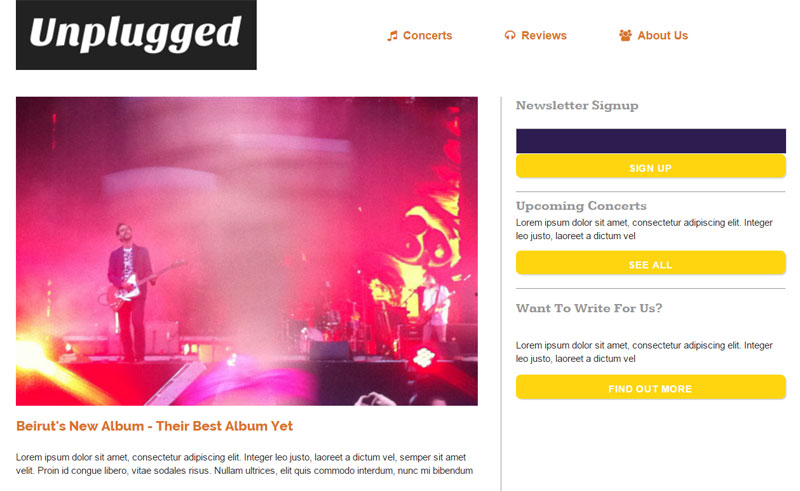 Unplugged
Concerts
Reviews
About Us
Beirut's New Album - Their Best Album Yet
Lorem ipsum dolor sit amet, consectetur adipiscing elit. Integer leo justo, laoreet a dictum vel, semper sit amet
velit. Proin id congue libero, vitae sodales risus. Nullam ultrices, elit quis commodo interdum, nunc mi bibendum
Newsletter Signup
SIGN UP
Upcoming Concerts
Lorem ipsum dolor sit amet, consectetur adipiscing elit. Integer
leo justo, laoreet a dictum vel
SEE ALL
Want To Write For Us?
Lorem ipsum dolor sit amet, consectetur adipiscing elit. Integer
leo justo, laoreet a dictum vel
FIND OUT MORE